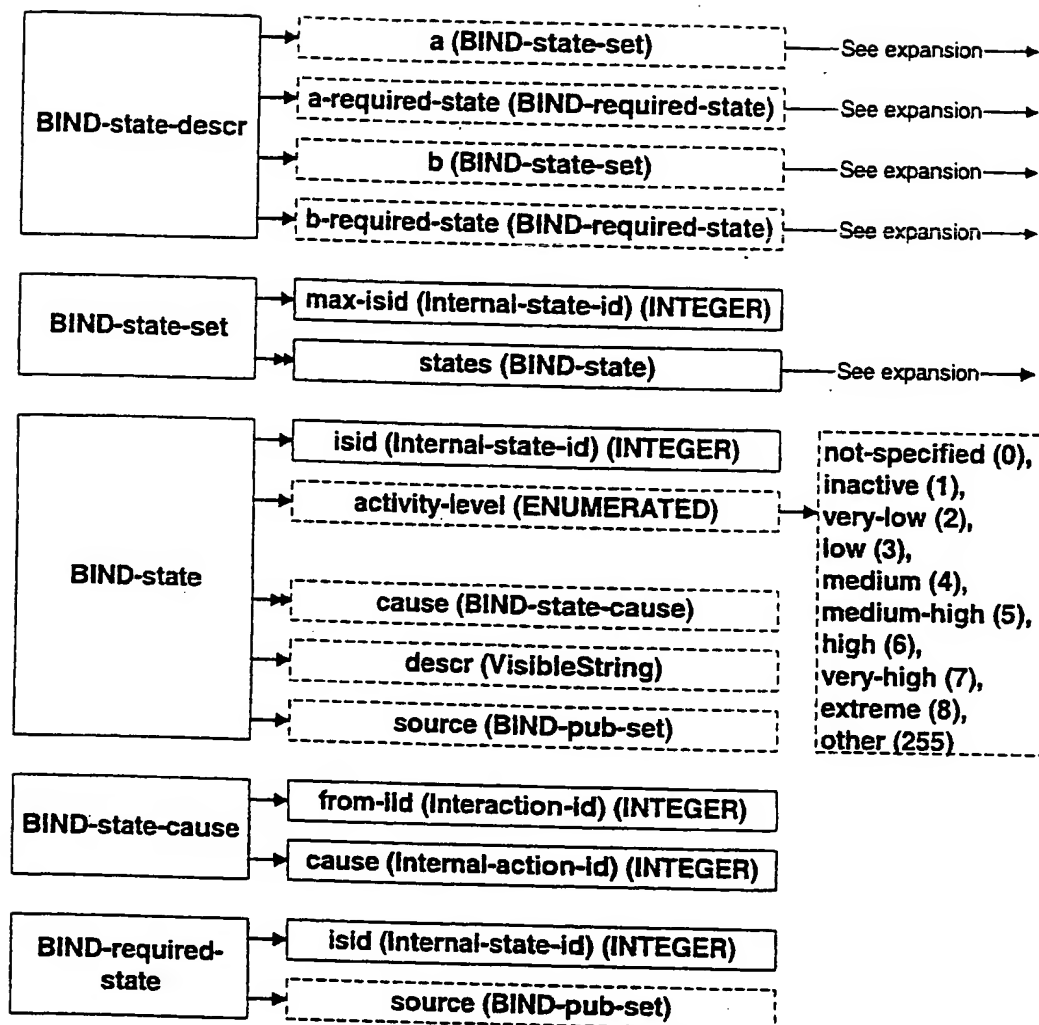 BIND-state-descr
a (BIND-state-set)
See expansion
a-required-state (BIND-required-state)
See expansion
b (BIND-state-set)
See expansion
b-required-state (BIND-required-state)
See expansion
BIND-state-set
max-isid (Internal-state-id) (INTEGER)
states (BIND-state)
See expansion
BIND-state
isid (Internal-state-id) (INTEGER)
activity-level (ENUMERATED)
cause (BIND-state-cause)
descr (VisibleString)
source (BIND-pub-set)
not-specified (0),
inactive (1),
very-low (2),
low (3),
medium (4),
medium-high (5),
high (6),
very-high (7),
extreme (8),
other (255)
BIND-state-cause
from-iid (Interaction-id) (INTEGER)
cause (Internal-action-id) (INTEGER)
BIND-required-
state
isid (Internal-state-id) (INTEGER)
source (BIND-pub-set)